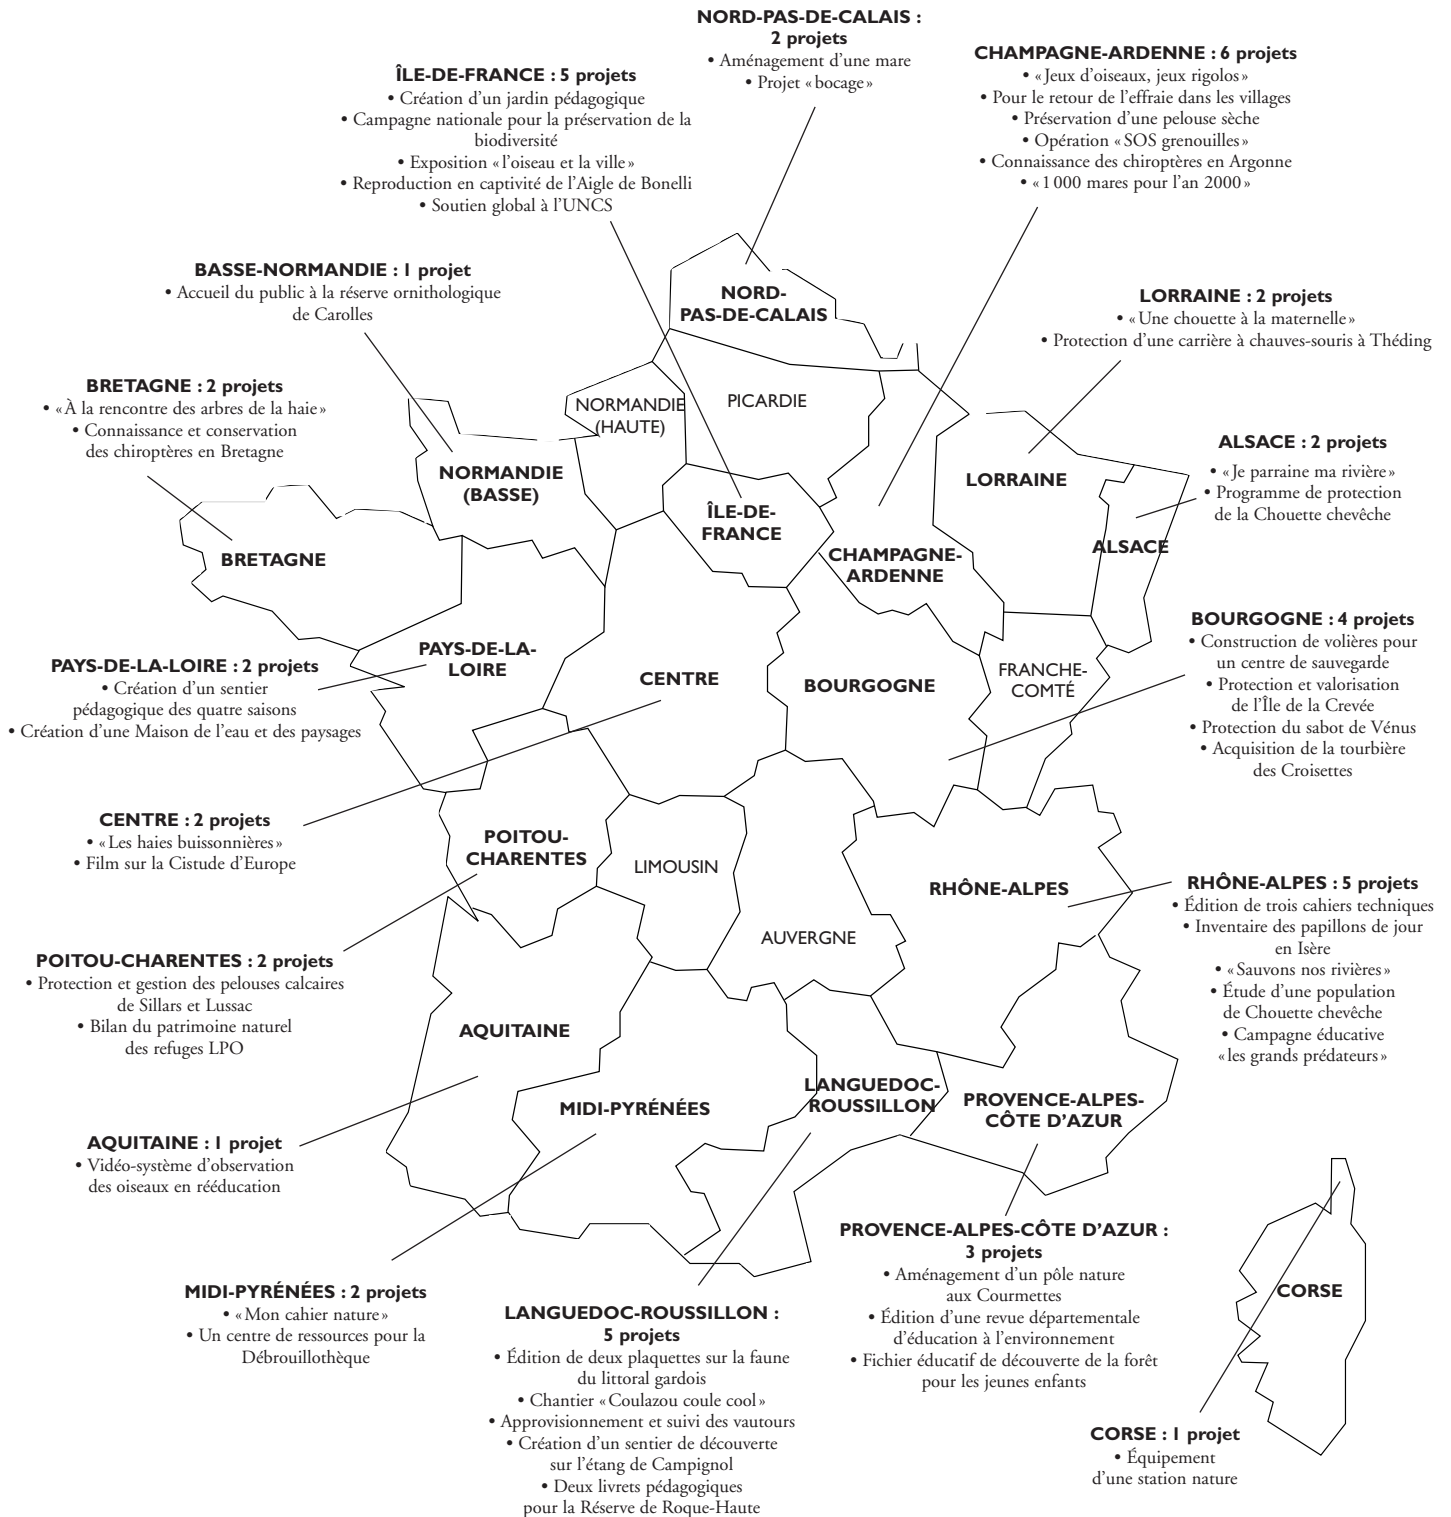 NORD-PAS-DE-CALAIS :
2 projets
• Aménagement d'une mare
• Projet « bocage »
CHAMPAGNE-ARDENNE : 6 projets
• « Jeux d'oiseaux, jeux rigolos »
• Pour le retour de l'effraie dans les villages
• Préservation d'une pelouse sèche
• Opération « SOS grenouilles »
• Connaissance des chiroptères en Argonne
• « 1 000 mares pour l'an 2000 »
ÎLE-DE-FRANCE : 5 projets
• Création d'un jardin pédagogique
• Campagne nationale pour la préservation de la
biodiversité
• Exposition « l'oiseau et la ville »
• Reproduction en captivité de l'Aigle de Bonelli
• Soutien global à l'UNCS
BASSE-NORMANDIE : 1 projet
• Accueil du public à la réserve ornithologique
de Carolles
LORRAINE : 2 projets
• « Une chouette à la maternelle »
• Protection d'une carrière à chauves-souris à Théding
BRETAGNE : 2 projets
• « À la rencontre des arbres de la haie »
• Connaissance et conservation
des chiroptères en Bretagne
ALSACE : 2 projets
• « Je parraine ma rivière »
• Programme de protection
de la Chouette chevêche
NORD-
PAS-DE-CALAIS
NORMANDIE
(HAUTE)
PICARDIE
NORMANDIE
(BASSE)
ÎLE-DE-
FRANCE
LORRAINE
ALSACE
BRETAGNE
CHAMPAGNE-
ARDENNE
PAYS-DE-LA-
LOIRE
CENTRE
BOURGOGNE
FRANCHE-
COMTÉ
PAYS-DE-LA-LOIRE : 2 projets
• Création d'un sentier
pédagogique des quatre saisons
• Création d'une Maison de l'eau et des paysages
BOURGOGNE : 4 projets
• Construction de volières pour
un centre de sauvegarde
• Protection et valorisation
de l'Île de la Crevée
• Protection du sabot de Vénus
• Acquisition de la tourbière
des Croisettes
CENTRE : 2 projets
• « Les haies buissonnières »
• Film sur la Cistude d'Europe
POITOU-
CHARENTES
LIMOUSIN
AUVERGNE
RHÔNE-ALPES
RHÔNE-ALPES : 5 projets
• Édition de trois cahiers techniques
• Inventaire des papillons de jour
en Isère
• « Sauvons nos rivières »
• Étude d'une population
de Chouette chevêche
• Campagne éducative
« les grands prédateurs »
POITOU-CHARENTES : 2 projets
• Protection et gestion des pelouses calcaires
de Sillars et Lussac
• Bilan du patrimoine naturel
des refuges LPO
AQUITAINE
MIDI-PYRÉNÉES
LANGUEDOC-
ROUSSILLON
PROVENCE-ALPES-
CÔTE D'AZUR
AQUITAINE : 1 projet
• Vidéo-système d'observation
des oiseaux en rééducation
PROVENCE-ALPES-CÔTE D'AZUR :
3 projets
• Aménagement d'un pôle nature
aux Courmettes
• Édition d'une revue départementale
d'éducation à l'environnement
• Fichier éducatif de découverte de la forêt
pour les jeunes enfants
CORSE
MIDI-PYRÉNÉES : 2 projets
• « Mon cahier nature »
• Un centre de ressources pour la
Débrouillothèque
LANGUEDOC-ROUSSILLON :
5 projets
• Édition de deux plaquettes sur la faune
du littoral gardois
• Chantier « Coulazou coule cool »
• Approvisionnement et suivi des vautours
• Création d'un sentier de découverte
sur l'étang de Campignol
• Deux livrets pédagogiques
pour la Réserve de Roque-Haute
CORSE : 1 projet
• Équipement
d'une station nature